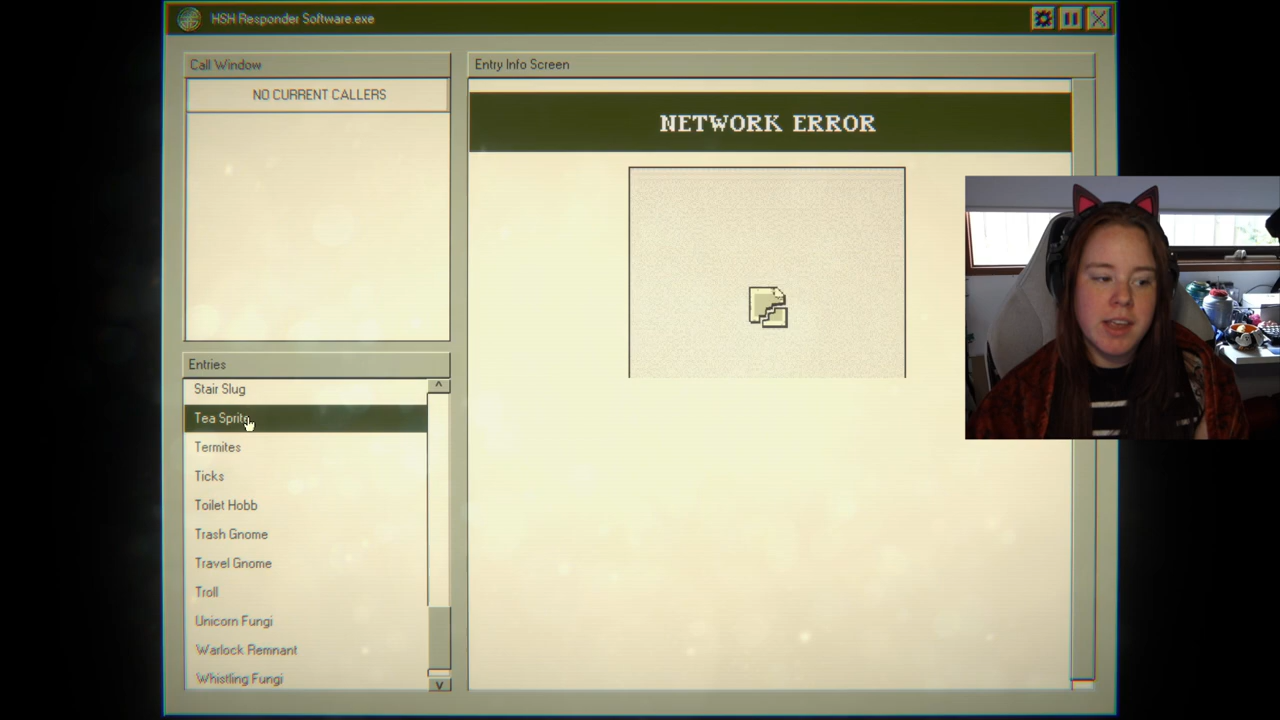 HSH Responder Software.exe
Call Window
NO CURRENT CALLERS
Entry Info Screen
NETWORK ERROR
Entries
Stair Slug
Tea Sprite
Termites
Ticks
Toilet Hobb
Trash Gnome
Travel Gnome
Troll
Unicorn Fungi
Warlock Remnant
Whistling Fungi